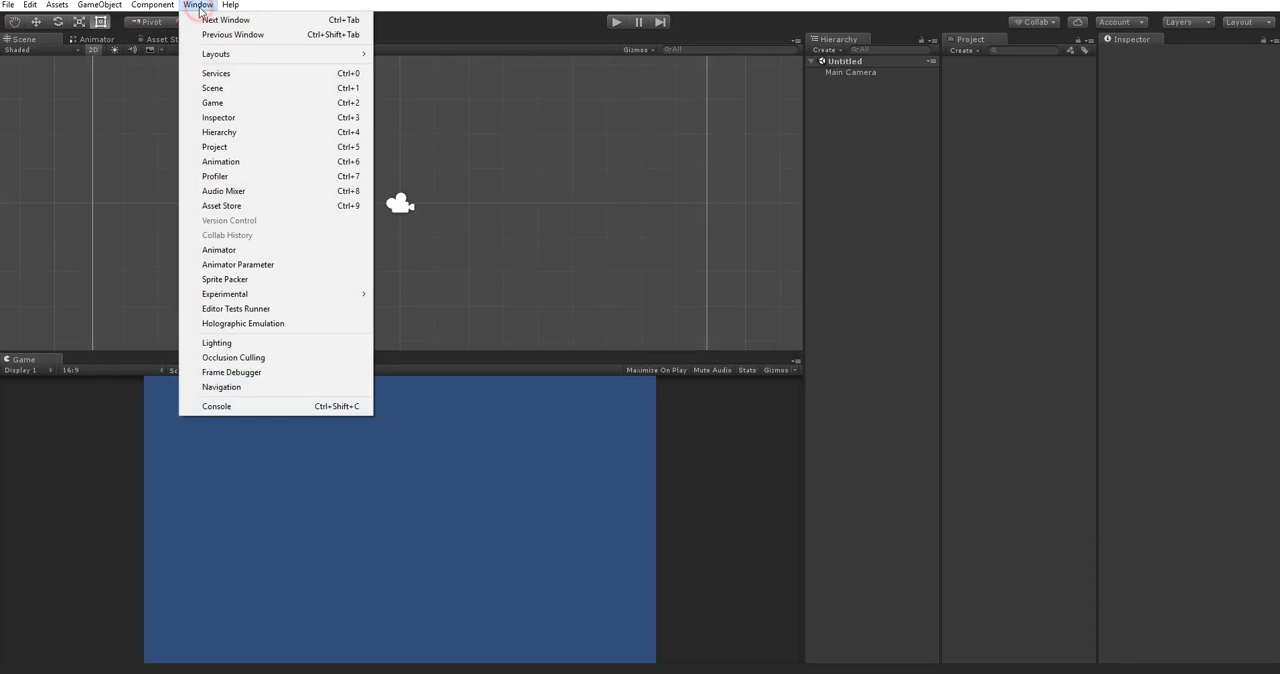 File Edit Assets GameObject Component Window Help
Pivot
Collab Account Layers Layout
Next Window Ctrl+Tab
Previous Window Ctrl+Shift+Tab
Layouts
Services Ctrl+0
Scene Ctrl+1
Game Ctrl+2
Inspector Ctrl+3
Hierarchy Ctrl+4
Project Ctrl+5
Animation Ctrl+6
Profiler Ctrl+7
Audio Mixer Ctrl+8
Asset Store Ctrl+9
Version Control
Collab History
Animator
Animator Parameter
Sprite Packer
Experimental
Editor Tests Runner
Holographic Emulation
Lighting
Occlusion Culling
Frame Debugger
Navigation
Console Ctrl+Shift+C
Scene Animator Asset St
Shaded 2D
Gizmos All
Hierarchy
Create All
Untitled
Main Camera
Project
Create
Inspector
Game
Display 1 16:9 Sc
Maximize On Play Mute Audio Stats Gizmos